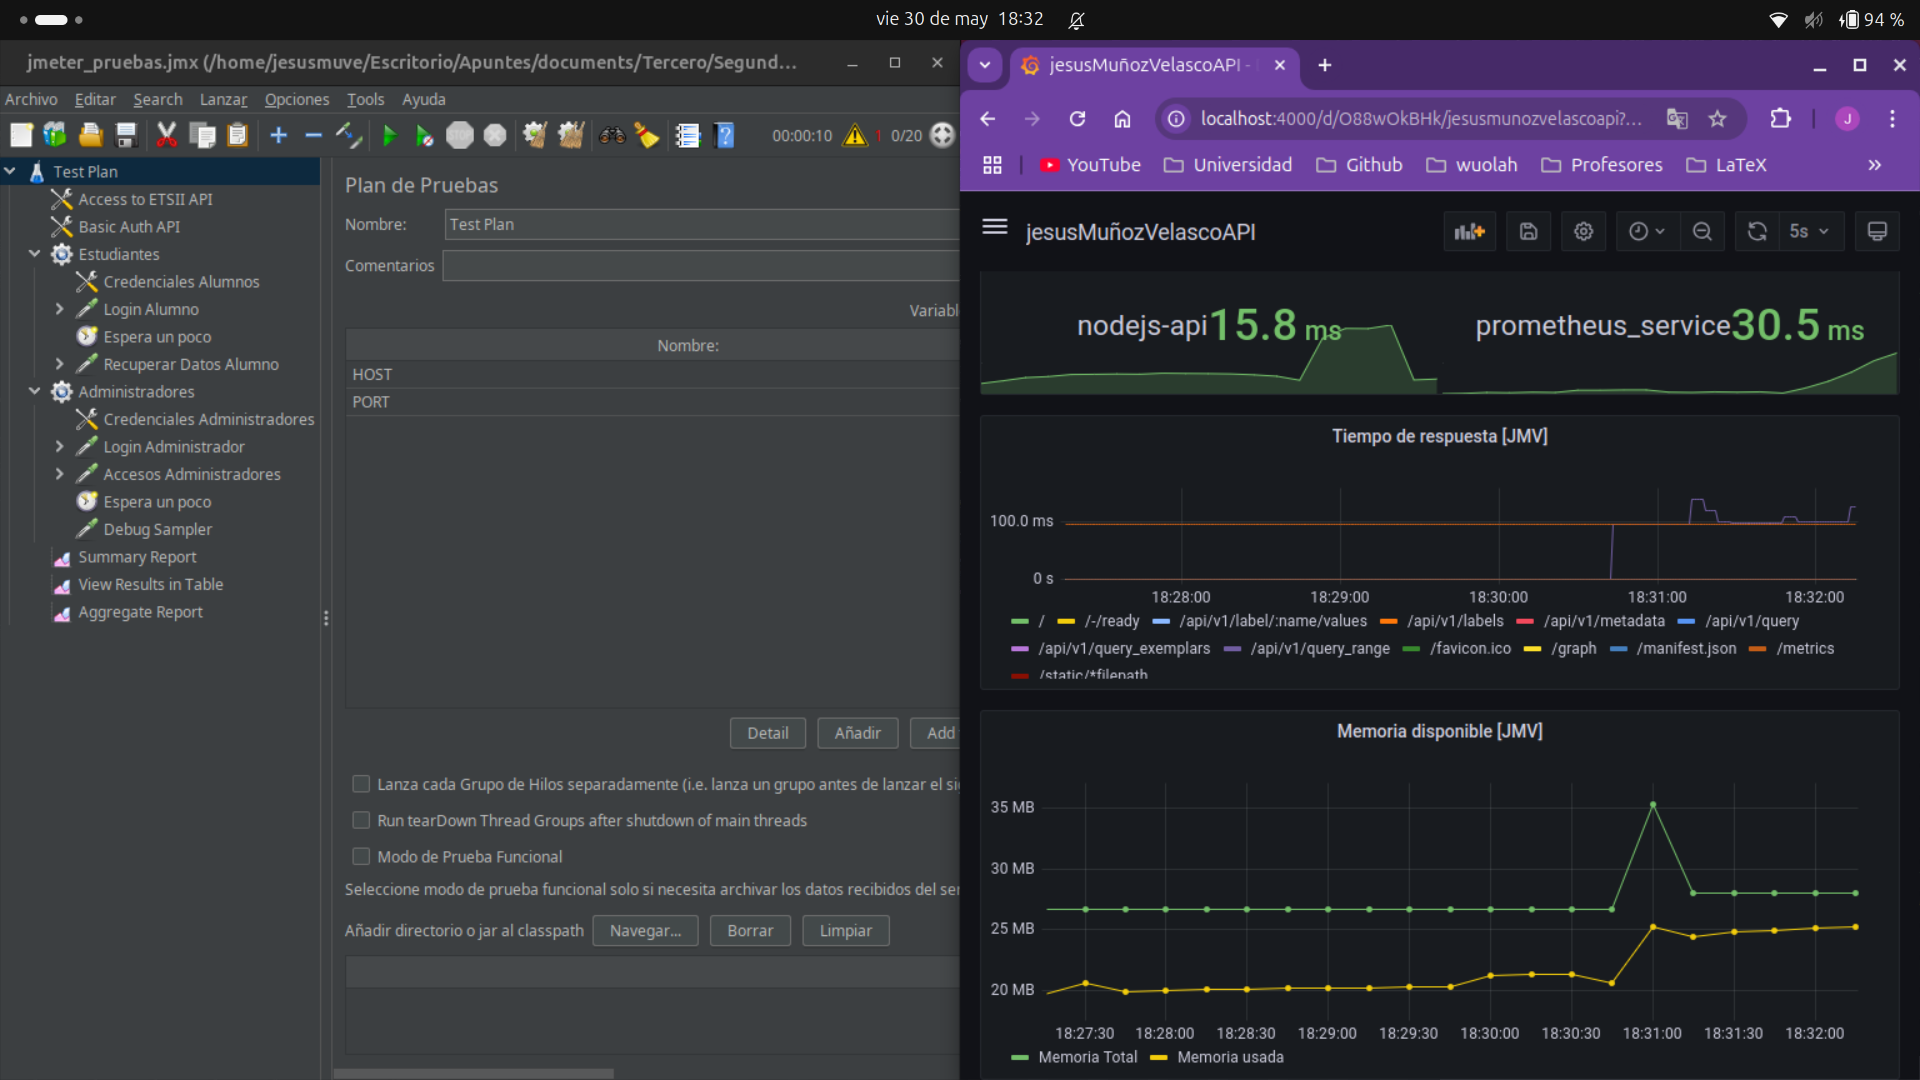 vie 30 de may 18:32
94 %
jmeter_pruebas.jmx (/home/jesusmuve/Escritorio/Apuntes/documents/Tercero/Segund...
Archivo Editar Search Lanzar Opciones Tools Ayuda
00:00:10 1 0/20
Test Plan
Access to ETSII API
Basic Auth API
Estudiantes
Credenciales Alumnos
Login Alumno
Espera un poco
Recuperar Datos Alumno
Administradores
Credenciales Administradores
Login Administrador
Accesos Administradores
Espera un poco
Debug Sampler
Summary Report
View Results in Table
Aggregate Report
Plan de Pruebas
Nombre: Test Plan
Comentarios
Variabl
Nombre:
HOST
PORT
Detail Añadir Add
Lanza cada Grupo de Hilos separadamente (i.e. lanza un grupo antes de lanzar el si
Run tearDown Thread Groups after shutdown of main threads
Modo de Prueba Funcional
Seleccione modo de prueba funcional solo si necesita archivar los datos recibidos del ser
Añadir directorio o jar al classpath Navegar... Borrar Limpiar
jesusMuñozVelascoAPI -
localhost:4000/d/O88wOkBHk/jesusmunozvelascoapi?...
J
YouTube Universidad Github wuolah Profesores LaTeX »
jesusMuñozVelascoAPI
5s
nodejs-api 15.8 ms
prometheus_service 30.5 ms
Tiempo de respuesta [JMV]
100.0 ms
0 s
18:28:00 18:29:00 18:30:00 18:31:00 18:32:00
/ /-/ready /api/v1/label/:name/values /api/v1/labels /api/v1/metadata /api/v1/query
/api/v1/query_exemplars /api/v1/query_range /favicon.ico /graph /manifest.json /metrics
/static/*filepath
Memoria disponible [JMV]
35 MB
30 MB
25 MB
20 MB
18:27:30 18:28:00 18:28:30 18:29:00 18:29:30 18:30:00 18:30:30 18:31:00 18:31:30 18:32:00
Memoria Total Memoria usada